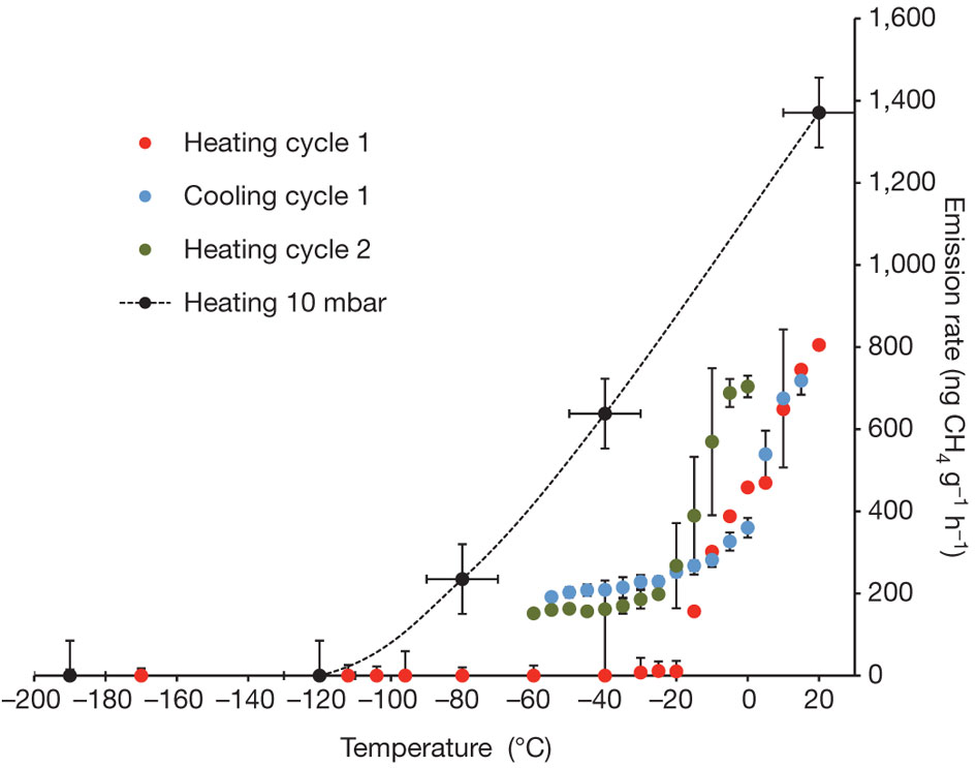 1,600
1,400
1,200
1,000
800
600
400
200
0
Emission rate (ng CH4 g–1 h–1)
Heating cycle 1
Cooling cycle 1
Heating cycle 2
Heating 10 mbar
–200 –180 –160 –140 –120 –100 –80 –60 –40 –20 0 20
Temperature (°C)